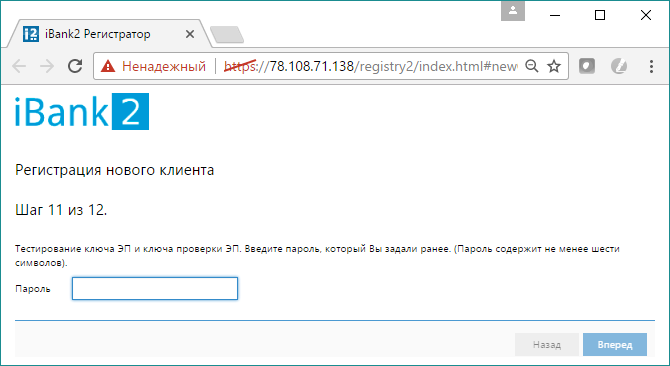 iBank2 Регистратор
Ненадежный https://78.108.71.138/registry2/index.html#new
iBank 2
Регистрация нового клиента
Шаг 11 из 12.
Тестирование ключа ЭП и ключа проверки ЭП. Введите пароль, который Вы задали ранее. (Пароль содержит не менее шести
символов).
Пароль
Назад Вперед